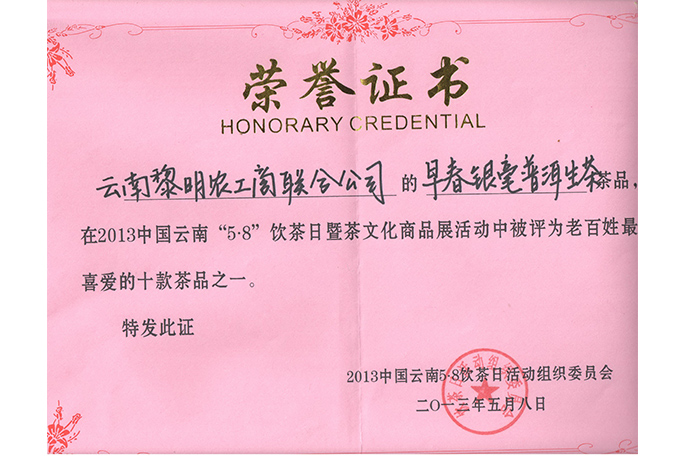 荣誉证书
HONORARY CREDENTIAL
云南黎明农工商联合公司 的 早春银毫普洱生茶 茶品，
在2013中国云南“5·8”饮茶日暨茶文化商品展活动中被评为老百姓最
喜爱的十款茶品之一。
特发此证
2013中国云南5·8饮茶日活动组织委员会
二〇一三年五月八日